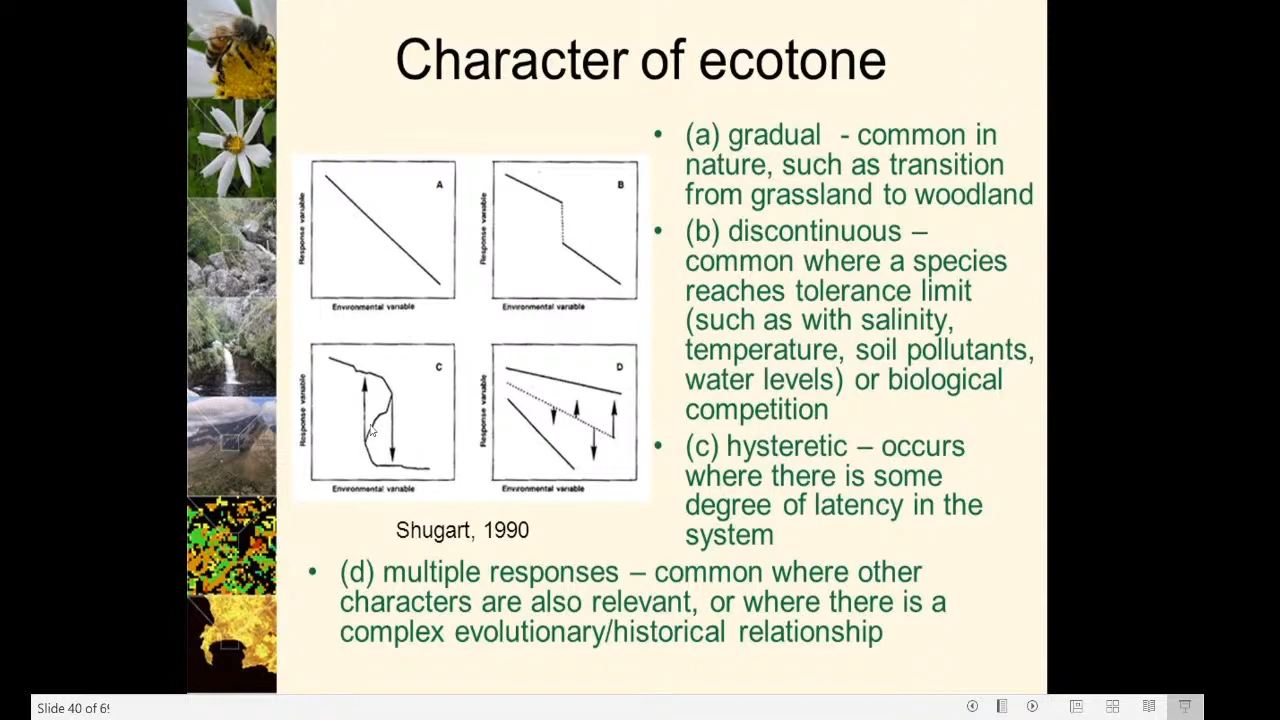 Character of ecotone
A
Response variable
Environmental variable
B
Response variable
Environmental variable
C
Response variable
Environmental variable
D
Response variable
Environmental variable
Shugart, 1990
• (a) gradual - common in
nature, such as transition
from grassland to woodland
• (b) discontinuous –
common where a species
reaches tolerance limit
(such as with salinity,
temperature, soil pollutants,
water levels) or biological
competition
• (c) hysteretic – occurs
where there is some
degree of latency in the
system
• (d) multiple responses – common where other
characters are also relevant, or where there is a
complex evolutionary/historical relationship
Slide 40 of